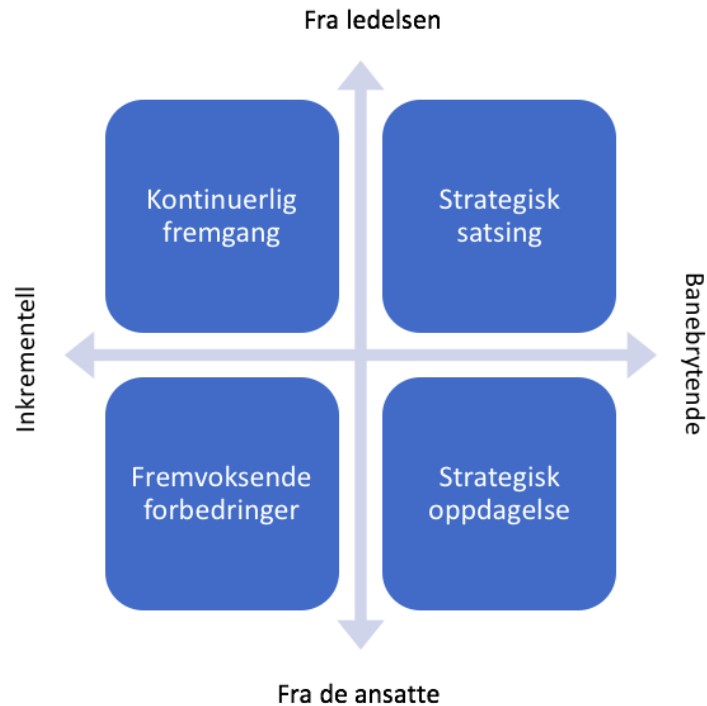 Fra ledelsen
Kontinuerlig
fremgang
Strategisk
satsing
Inkrementell
Banebrytende
Fremvoksende
forbedringer
Strategisk
oppdagelse
Fra de ansatte